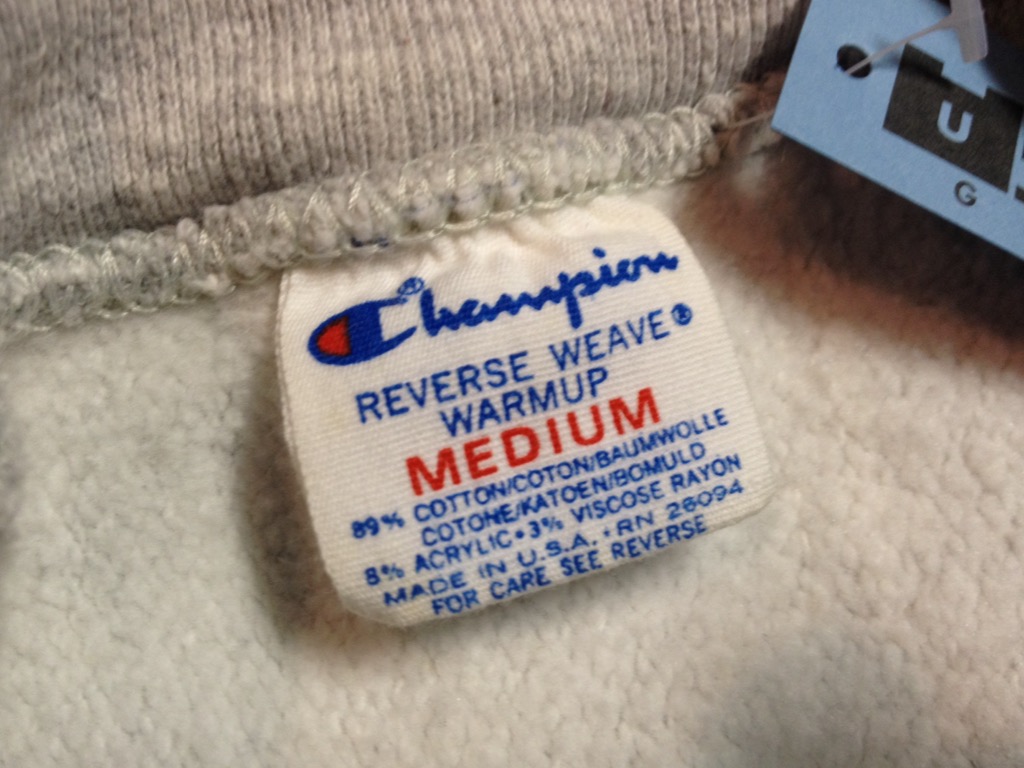 Champion®
REVERSE WEAVE®
WARMUP
MEDIUM
89% COTTON/COTON/BAUMWOLLE
COTONE/KATOEN/BOMULD
8% ACRYLIC • 3% VISCOSE RAYON
MADE IN U.S.A. • RN 26094
FOR CARE SEE REVERSE
U
G